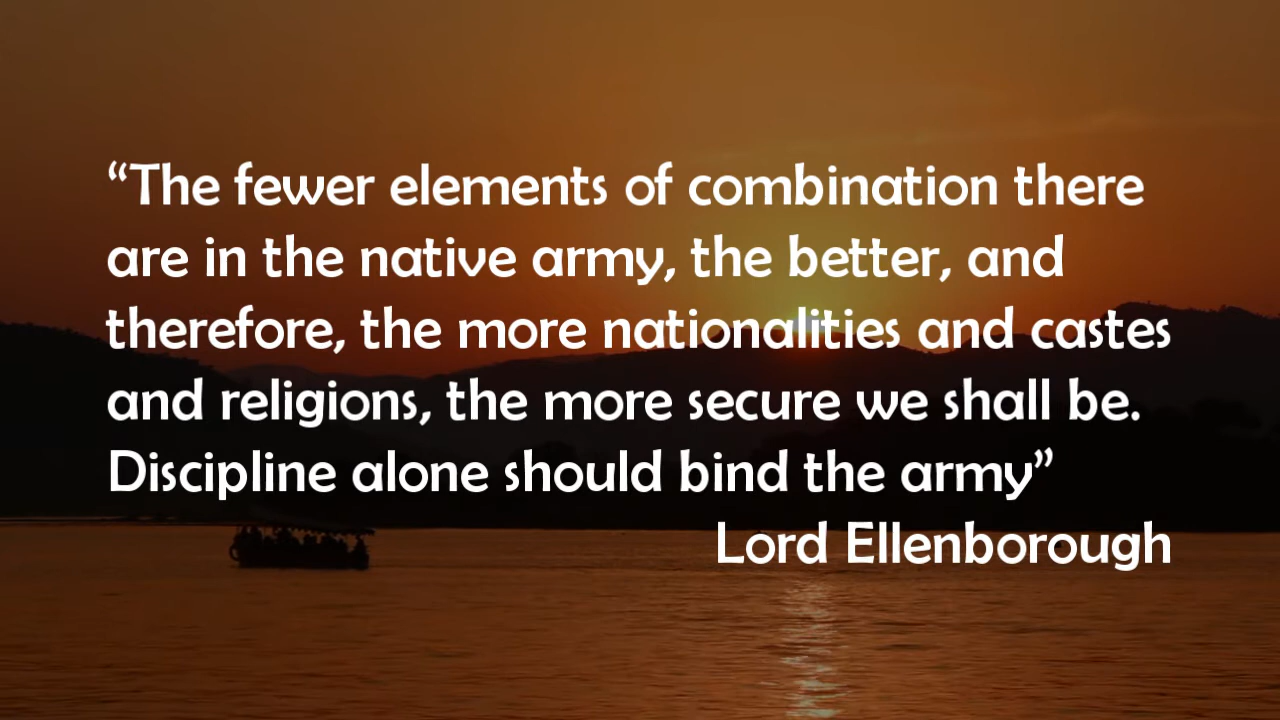 “The fewer elements of combination there
are in the native army, the better, and
therefore, the more nationalities and castes
and religions, the more secure we shall be.
Discipline alone should bind the army”
Lord Ellenborough